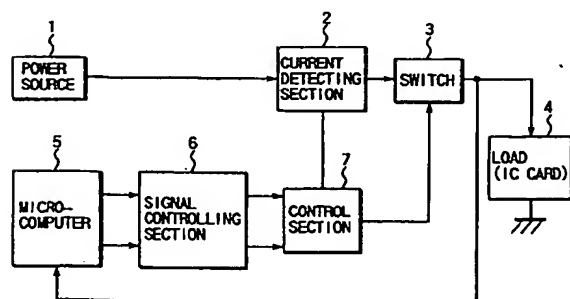 1
POWER
SOURCE
2
CURRENT
DETECTING
SECTION
3
SWITCH
4
LOAD
(IC CARD)
5
MICRO-
COMPUTER
6
SIGNAL
CONTROLLING
SECTION
7
CONTROL
SECTION